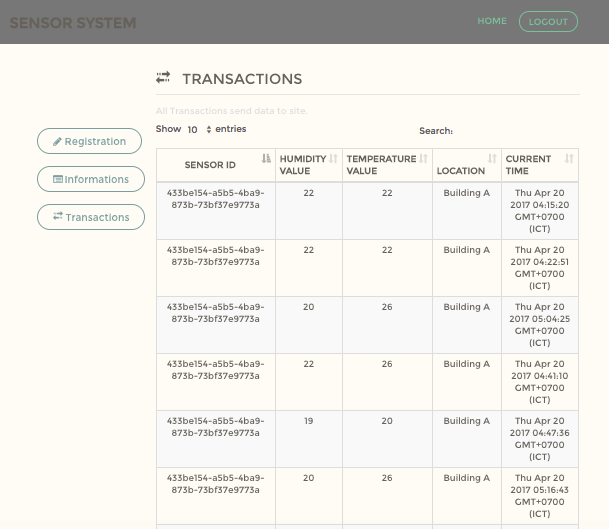 SENSOR SYSTEM
HOME
LOGOUT
TRANSACTIONS
All Transactions send data to site.
Show 10 entries
Search:
Registration
Informations
Transactions
SENSOR ID
HUMIDITY
VALUE
TEMPERATURE
VALUE
LOCATION
CURRENT
TIME
433be154-a5b5-4ba9-
873b-73bf37e9773a
22
22
Building A
Thu Apr 20
2017 04:15:20
GMT+0700
(ICT)
433be154-a5b5-4ba9-
873b-73bf37e9773a
22
22
Building A
Thu Apr 20
2017 04:22:51
GMT+0700
(ICT)
433be154-a5b5-4ba9-
873b-73bf37e9773a
20
26
Building A
Thu Apr 20
2017 05:04:25
GMT+0700
(ICT)
433be154-a5b5-4ba9-
873b-73bf37e9773a
22
26
Building A
Thu Apr 20
2017 04:41:10
GMT+0700
(ICT)
433be154-a5b5-4ba9-
873b-73bf37e9773a
19
20
Building A
Thu Apr 20
2017 04:47:36
GMT+0700
(ICT)
433be154-a5b5-4ba9-
873b-73bf37e9773a
20
26
Building A
Thu Apr 20
2017 05:16:43
GMT+0700
(ICT)